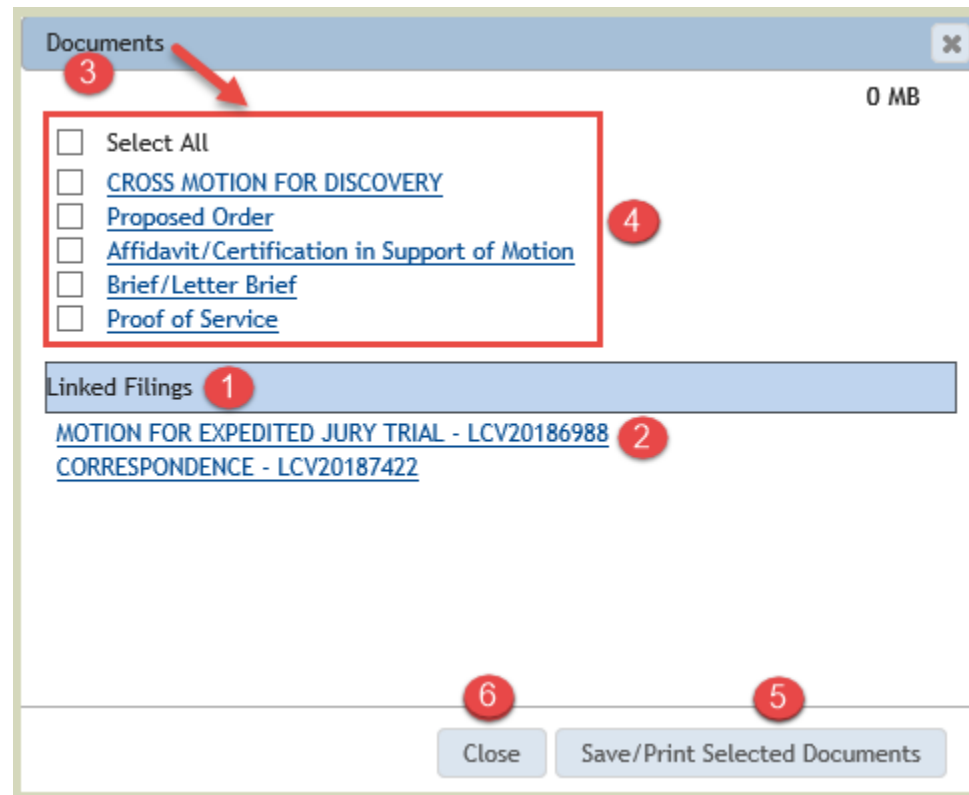 Documents
3
0 MB
Select All
CROSS MOTION FOR DISCOVERY
Proposed Order
4
Affidavit/Certification in Support of Motion
Brief/Letter Brief
Proof of Service
Linked Filings 1
MOTION FOR EXPEDITED JURY TRIAL - LCV20186988 2
CORRESPONDENCE - LCV20187422
6 5
Close Save/Print Selected Documents